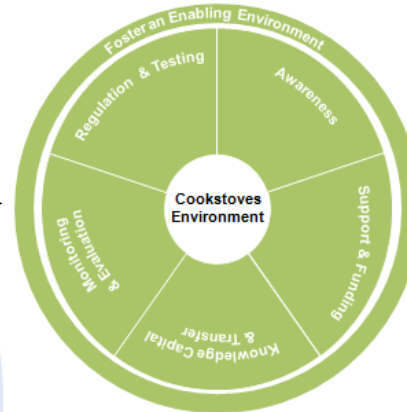 Foster an Enabling Environment
Regulation & Testing
Awareness
Cookstoves
Environment
Support & Funding
Knowledge Capital
& Transfer
Monitoring
& Evaluation